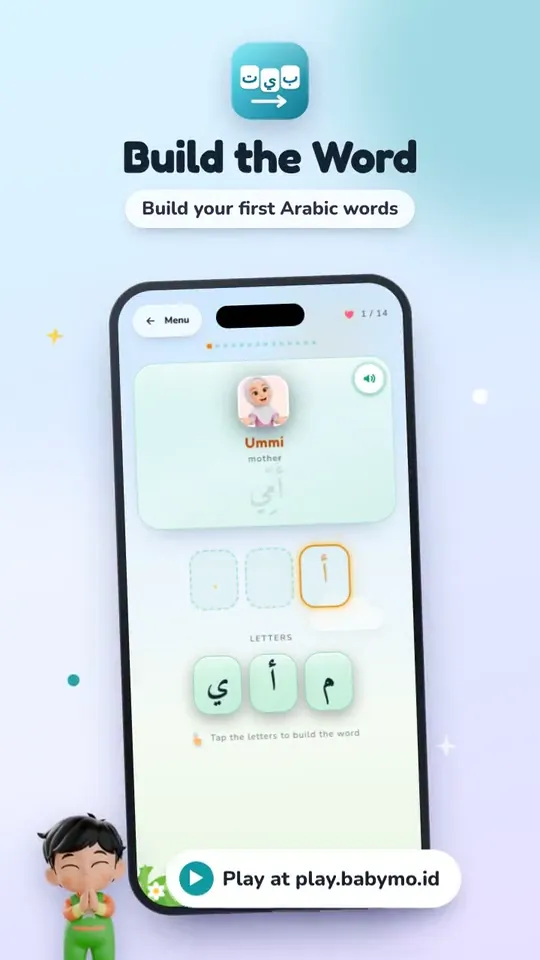 ب ي ت
Build the Word
Build your first Arabic words
← Menu
1 / 14
Ummi
mother
أُمِّي
أ
LETTERS
م أ ي
Tap the letters to build the word
Play at play.babymo.id